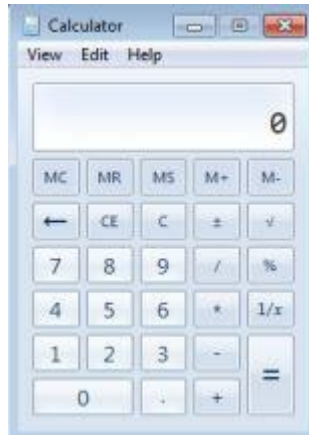 Calculator
View Edit Help
0
MC MR MS M+ M-
← CE C ± √
7 8 9 / %
4 5 6 * 1/x
1 2 3 - =
0 . +